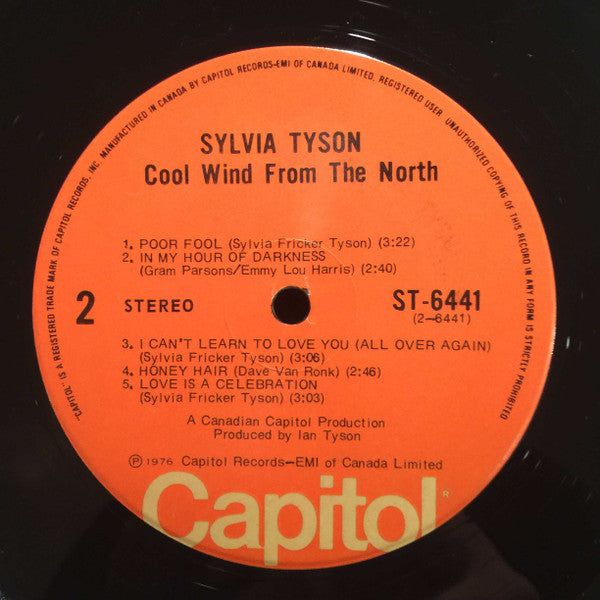 "CAPITOL" IS A REGISTERED TRADE MARK OF CAPITOL RECORDS, INC. MANUFACTURED IN CANADA BY CAPITOL RECORDS-EMI OF CANADA LIMITED, REGISTERED USER. UNAUTHORIZED COPYING OF THIS RECORD IN ANY FORM IS STRICTLY PROHIBITED
SYLVIA TYSON
Cool Wind From The North
1. POOR FOOL (Sylvia Fricker Tyson) (3:22)
2. IN MY HOUR OF DARKNESS
(Gram Parsons/Emmy Lou Harris) (2:40)
2 STEREO ST-6441
(2-6441)
3. I CAN'T LEARN TO LOVE YOU (ALL OVER AGAIN)
(Sylvia Fricker Tyson) (3:06)
4. HONEY HAIR (Dave Van Ronk) (2:46)
5. LOVE IS A CELEBRATION
(Sylvia Fricker Tyson) (3:03)
A Canadian Capitol Production
Produced by Ian Tyson
℗ 1976 Capitol Records—EMI of Canada Limited
Capitol®